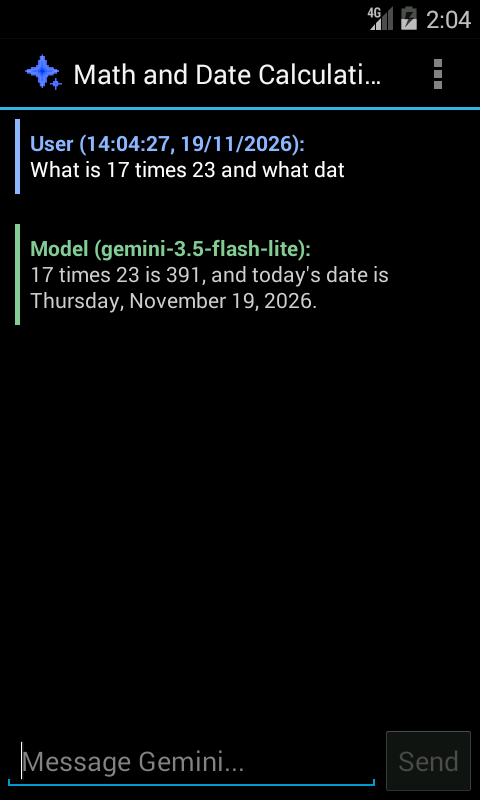 4G 2:04
Math and Date Calculati...
User (14:04:27, 19/11/2026):
What is 17 times 23 and what dat
Model (gemini-3.5-flash-lite):
17 times 23 is 391, and today's date is
Thursday, November 19, 2026.
Message Gemini... Send